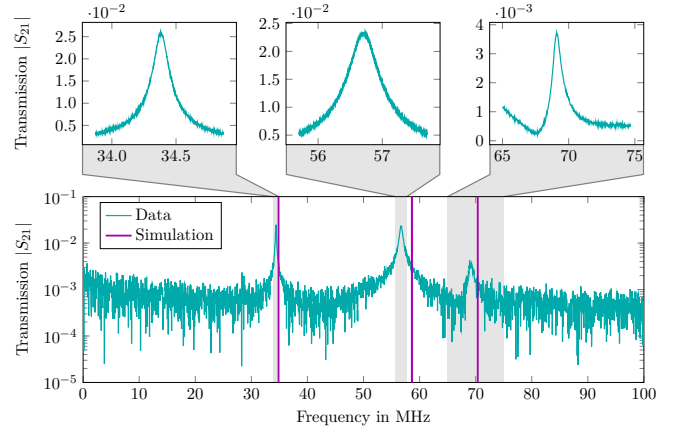 ·10⁻² ·10⁻² ·10⁻³
Transmission |S₂₁|
2.5 2.5 4
2.0 2.0 3
1.5 1.5 2
1.0 1.0 1
0.5 0.5 0
34.0 34.5 56 57 65 70 75
Transmission |S₂₁|
10⁻¹
10⁻²
10⁻³
10⁻⁴
10⁻⁵
Data
Simulation
0 10 20 30 40 50 60 70 80 90 100
Frequency in MHz